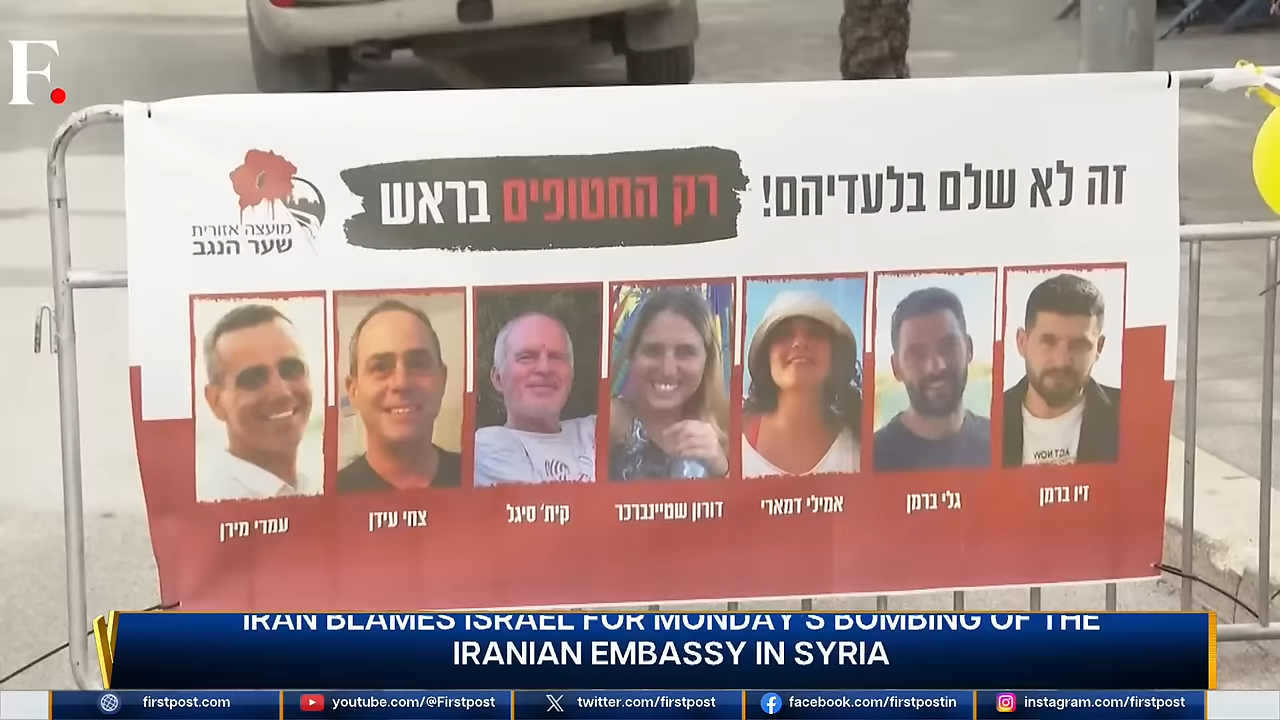 F.
זה לא שלם בלעדיהם! רק החטופים בראש
מועצה אזורית
שער הנגב
זיו ברמן
גלי ברמן
אמילי דמארי
דורון שטיינברכר
קית׳ סיגל
צחי עידן
עמרי מירן
ACT NOW
IRAN BLAMES ISRAEL FOR MONDAY'S BOMBING OF THE
IRANIAN EMBASSY IN SYRIA
firstpost.com
youtube.com/@Firstpost
twitter.com/firstpost
facebook.com/firstpostin
instagram.com/firstpost